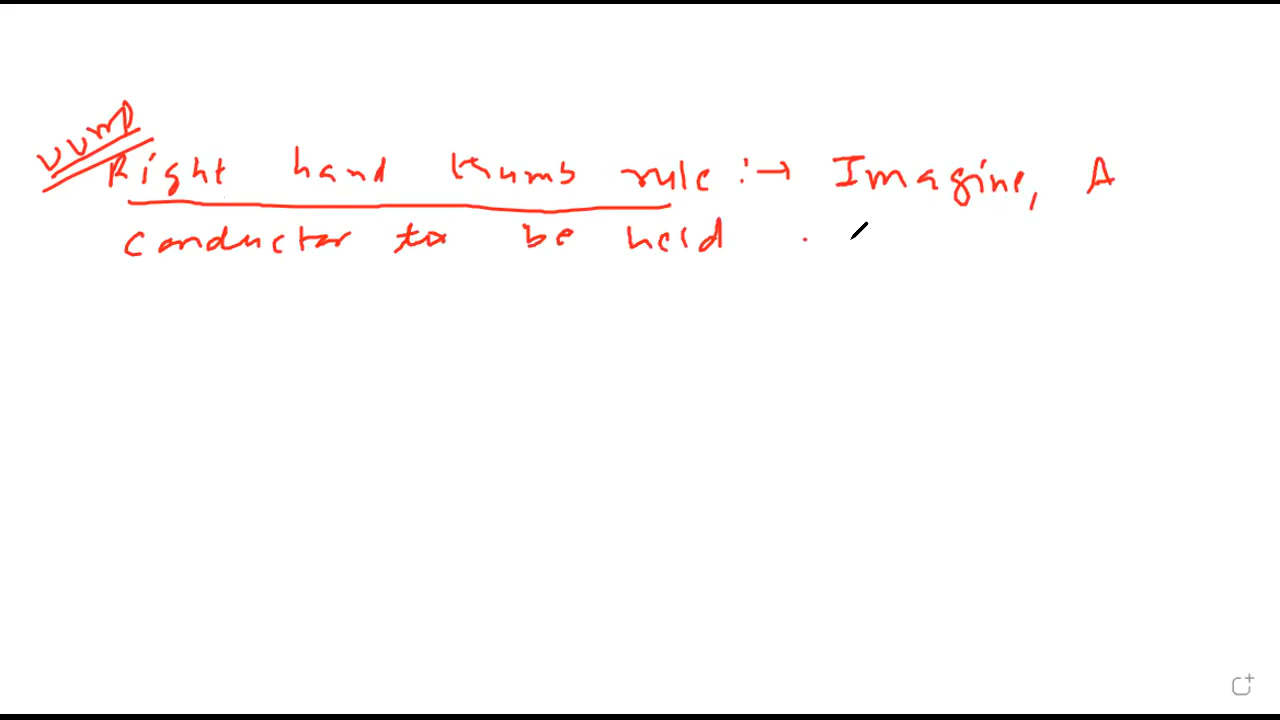 VVIMP
Right hand thumb rule :→ Imagine, A
conductor to be held .